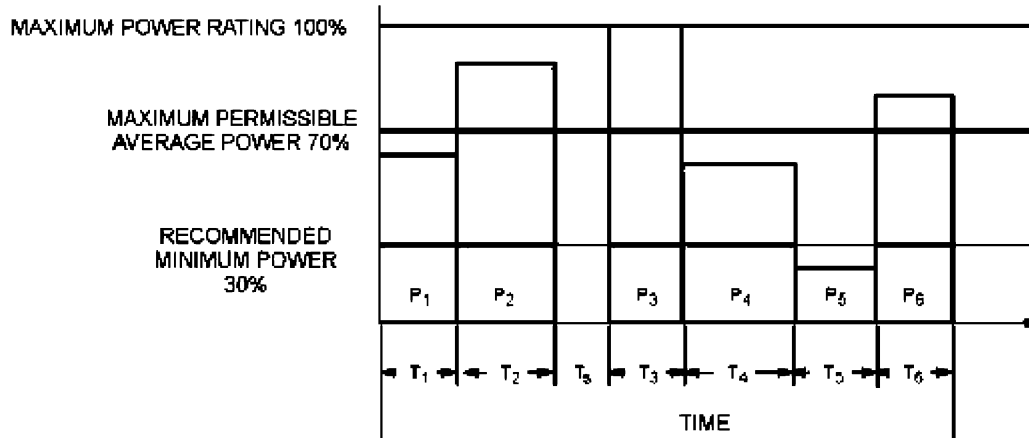 MAXIMUM POWER RATING 100%
MAXIMUM PERMISSIBLE
AVERAGE POWER 70%
RECOMMENDED
MINIMUM POWER
30%
P1 P2 P3 P4 P5 P6
T1 T2 Ts T3 T4 T5 T6
TIME